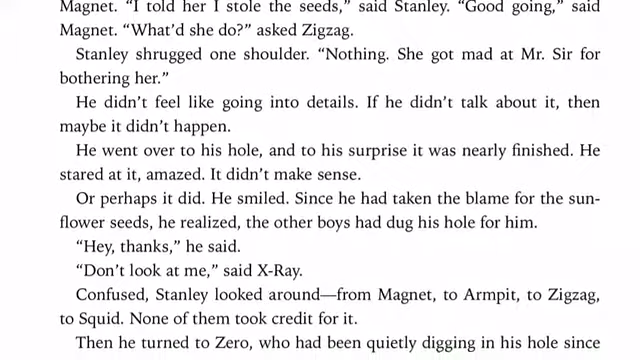 Magnet. “I told her I stole the seeds,” said Stanley. “Good going,” said
Magnet. “What’d she do?” asked Zigzag.
Stanley shrugged one shoulder. “Nothing. She got mad at Mr. Sir for
bothering her.”
He didn’t feel like going into details. If he didn’t talk about it, then
maybe it didn’t happen.
He went over to his hole, and to his surprise it was nearly finished. He
stared at it, amazed. It didn’t make sense.
Or perhaps it did. He smiled. Since he had taken the blame for the sun-
flower seeds, he realized, the other boys had dug his hole for him.
“Hey, thanks,” he said.
“Don’t look at me,” said X-Ray.
Confused, Stanley looked around—from Magnet, to Armpit, to Zigzag,
to Squid. None of them took credit for it.
Then he turned to Zero, who had been quietly digging in his hole since